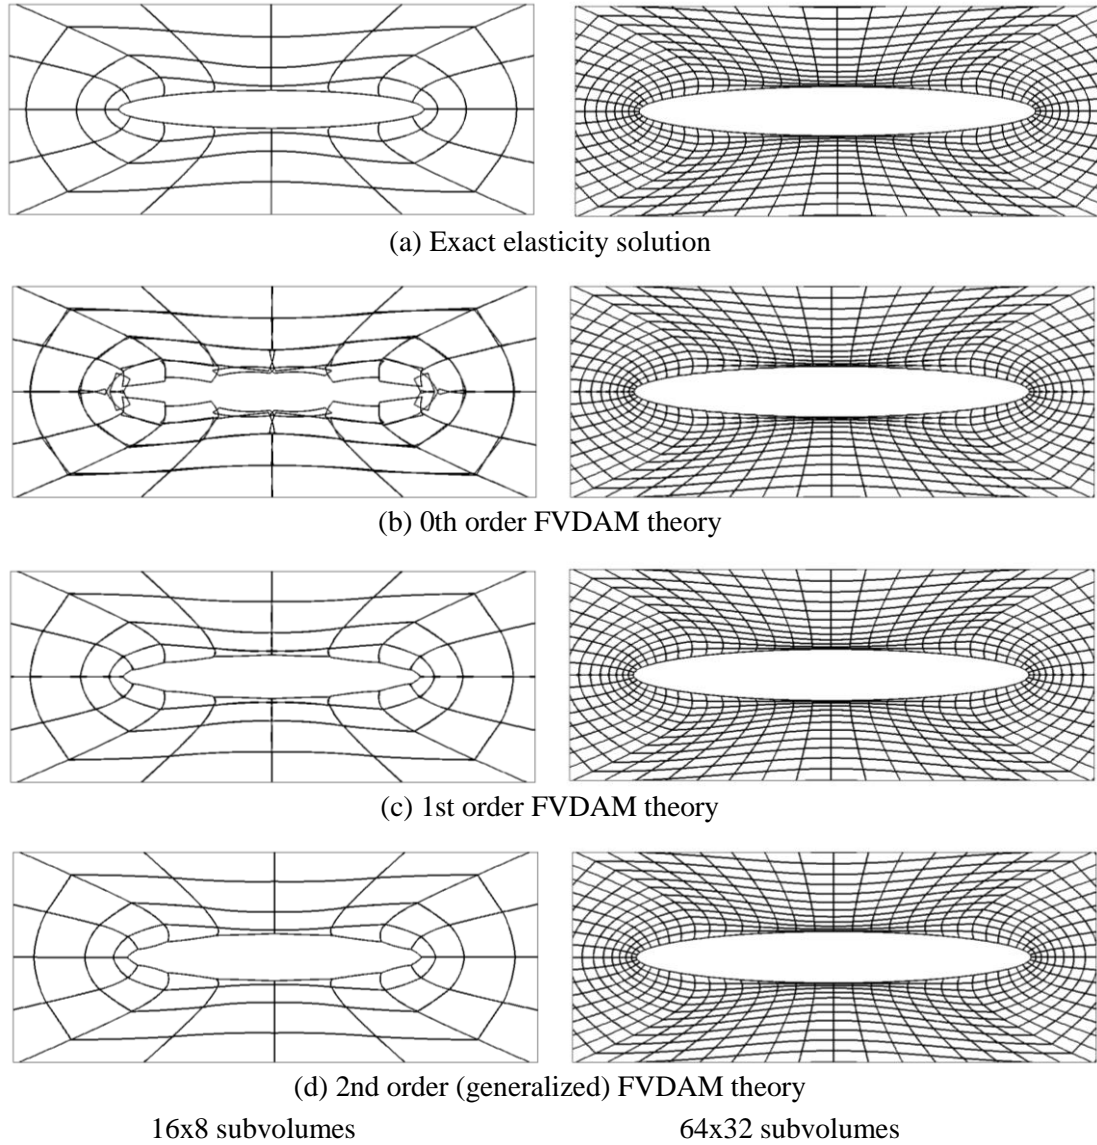 (a) Exact elasticity solution
(b) 0th order FVDAM theory
(c) 1st order FVDAM theory
(d) 2nd order (generalized) FVDAM theory
16x8 subvolumes 64x32 subvolumes